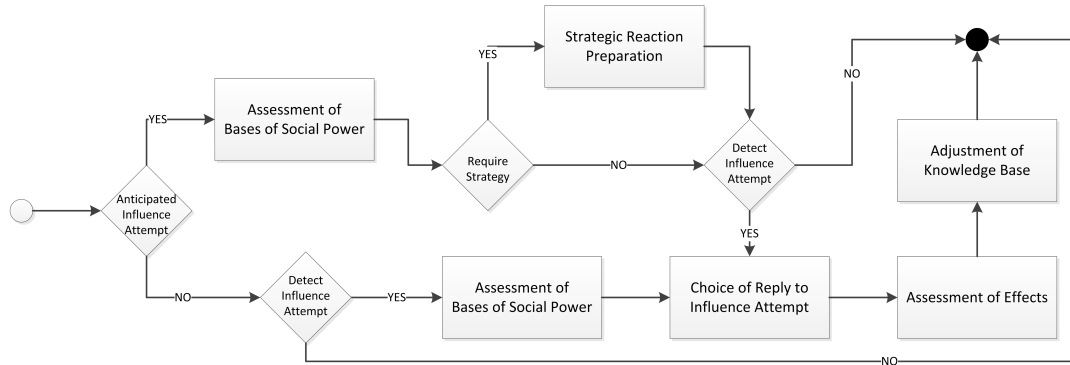 Anticipated
Influence
Attempt
YES
Assessment of
Bases of Social Power
Require
Strategy
YES
Strategic Reaction
Preparation
NO
Detect
Influence
Attempt
NO
YES
NO
Detect
Influence
Attempt
YES
Assessment of
Bases of Social Power
Choice of Reply to
Influence Attempt
Assessment of Effects
Adjustment of
Knowledge Base
NO